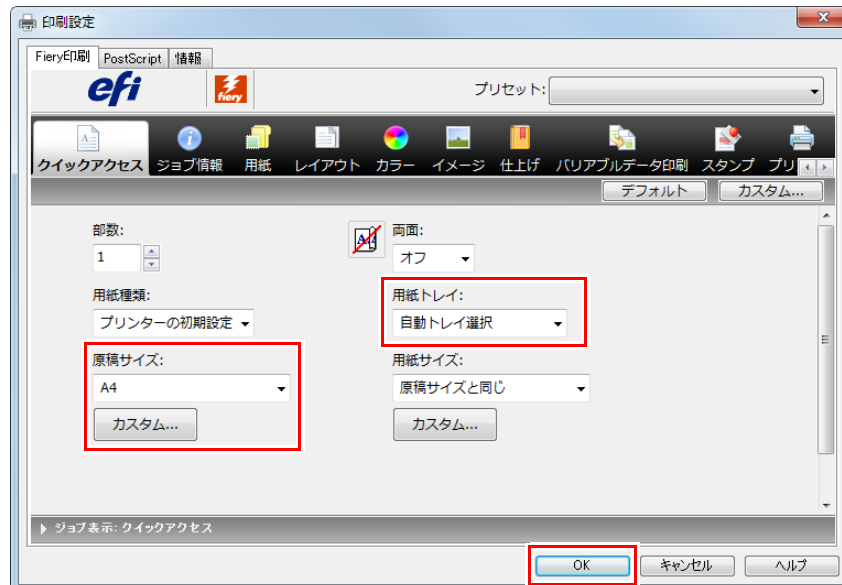 印刷設定
Fiery印刷 PostScript 情報
efi fiery プリセット:
クイックアクセス ジョブ情報 用紙 レイアウト カラー イメージ 仕上げ バリアブルデータ印刷 スタンプ プリ
デフォルト カスタム...
部数: 両面:
1 オフ
用紙種類: 用紙トレイ:
プリンターの初期設定 自動トレイ選択
原稿サイズ: 用紙サイズ:
A4 原稿サイズと同じ
カスタム... カスタム...
ジョブ表示: クイックアクセス
OK キャンセル ヘルプ